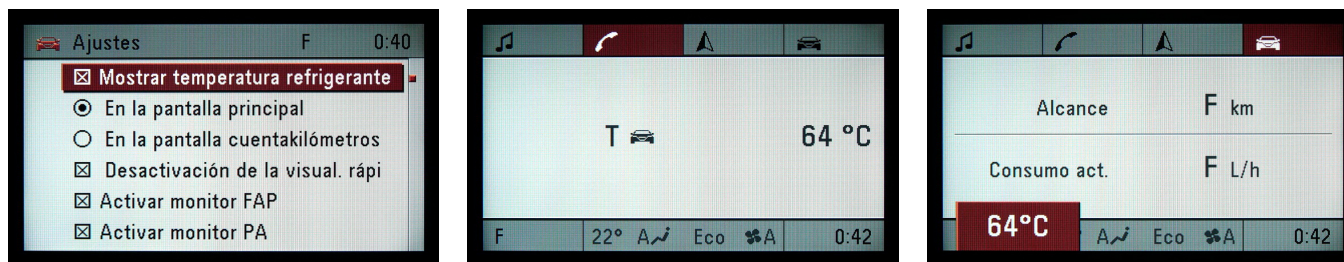 Ajustes F 0:40
Mostrar temperatura refrigerante
En la pantalla principal
En la pantalla cuentakilómetros
Desactivación de la visual. rápi
Activar monitor FAP
Activar monitor PA
T 64 °C
F 22° A Eco A 0:42
Alcance F km
Consumo act. F L/h
64°C A Eco A 0:42